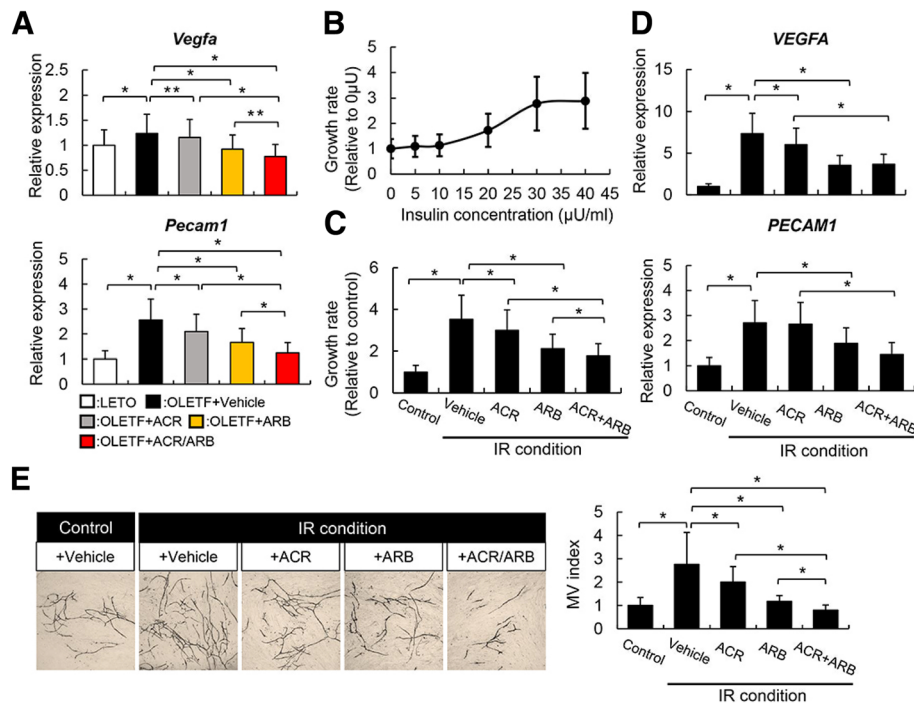 A
Vegfa
Relative expression
2.5
2
1.5
1
0.5
0
*
*
*
**
*
**
Pecam1
Relative expression
5
4
3
2
1
0
*
*
*
*
*
*
:LETO :OLETF+Vehicle
:OLETF+ACR :OLETF+ARB
:OLETF+ACR/ARB
B
Growth rate
(Relative to 0µU)
5
4
3
2
1
0
0 5 10 15 20 25 30 35 40 45
Insulin concentration (µU/ml)
C
Growth rate
(Relative to control)
6
4
2
0
*
*
*
*
*
Control
Vehicle
ACR
ARB
ACR+ARB
IR condition
D
VEGFA
Relative expression
15
10
5
0
*
*
*
*
PECAM1
Relative expression
5
4
3
2
1
0
*
*
*
Control
Vehicle
ACR
ARB
ACR+ARB
IR condition
E
Control IR condition
+Vehicle +Vehicle +ACR +ARB +ACR/ARB
MV index
5
4
3
2
1
0
*
*
*
*
*
*
Control
Vehicle
ACR
ARB
ACR+ARB
IR condition